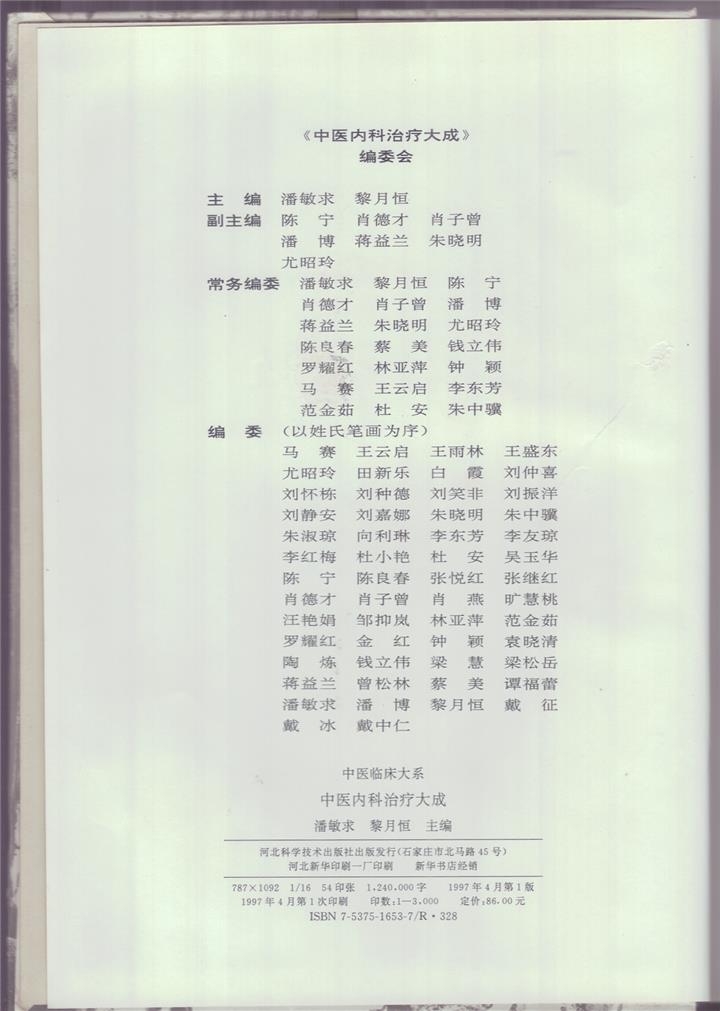 《中医内科治疗大成》
编委会
主　编　潘敏求　黎月恒
副主编　陈　宁　肖德才　肖子曾
潘　博　蒋益兰　朱晓明
尤昭玲
常务编委　潘敏求　黎月恒　陈　宁
肖德才　肖子曾　潘　博
蒋益兰　朱晓明　尤昭玲
陈良春　蔡　美　钱立伟
罗耀红　林亚萍　钟　颖
马　赛　王云启　李东芳
范金茹　杜　安　朱中骥
编　委　（以姓氏笔画为序）
马　赛　王云启　王雨林　王盛东
尤昭玲　田新乐　白　霞　刘仲喜
刘怀栋　刘种德　刘笑非　刘振洋
刘静安　刘嘉娜　朱晓明　朱中骥
朱淑琼　向利琳　李东芳　李友琼
李红梅　杜小艳　杜　安　吴玉华
陈　宁　陈良春　张悦红　张继红
肖德才　肖子曾　肖　燕　旷慧桃
汪艳娟　邹抑岚　林亚萍　范金茹
罗耀红　金　红　钟　颖　袁晓清
陶　炼　钱立伟　梁　慧　梁松岳
蒋益兰　曾松林　蔡　美　谭福蕾
潘敏求　潘　博　黎月恒　戴　征
戴　冰　戴中仁
中医临床大系
中医内科治疗大成
潘敏求　黎月恒　主编
河北科学技术出版社出版发行(石家庄市北马路45号)
河北新华印刷一厂印刷　新华书店经销
787×1092　1/16　54印张　1,240,000字　1997年4月第1版
1997年4月第1次印刷　印数:1—3,000　定价:86.00元
ISBN 7-5375-1653-7/R·328